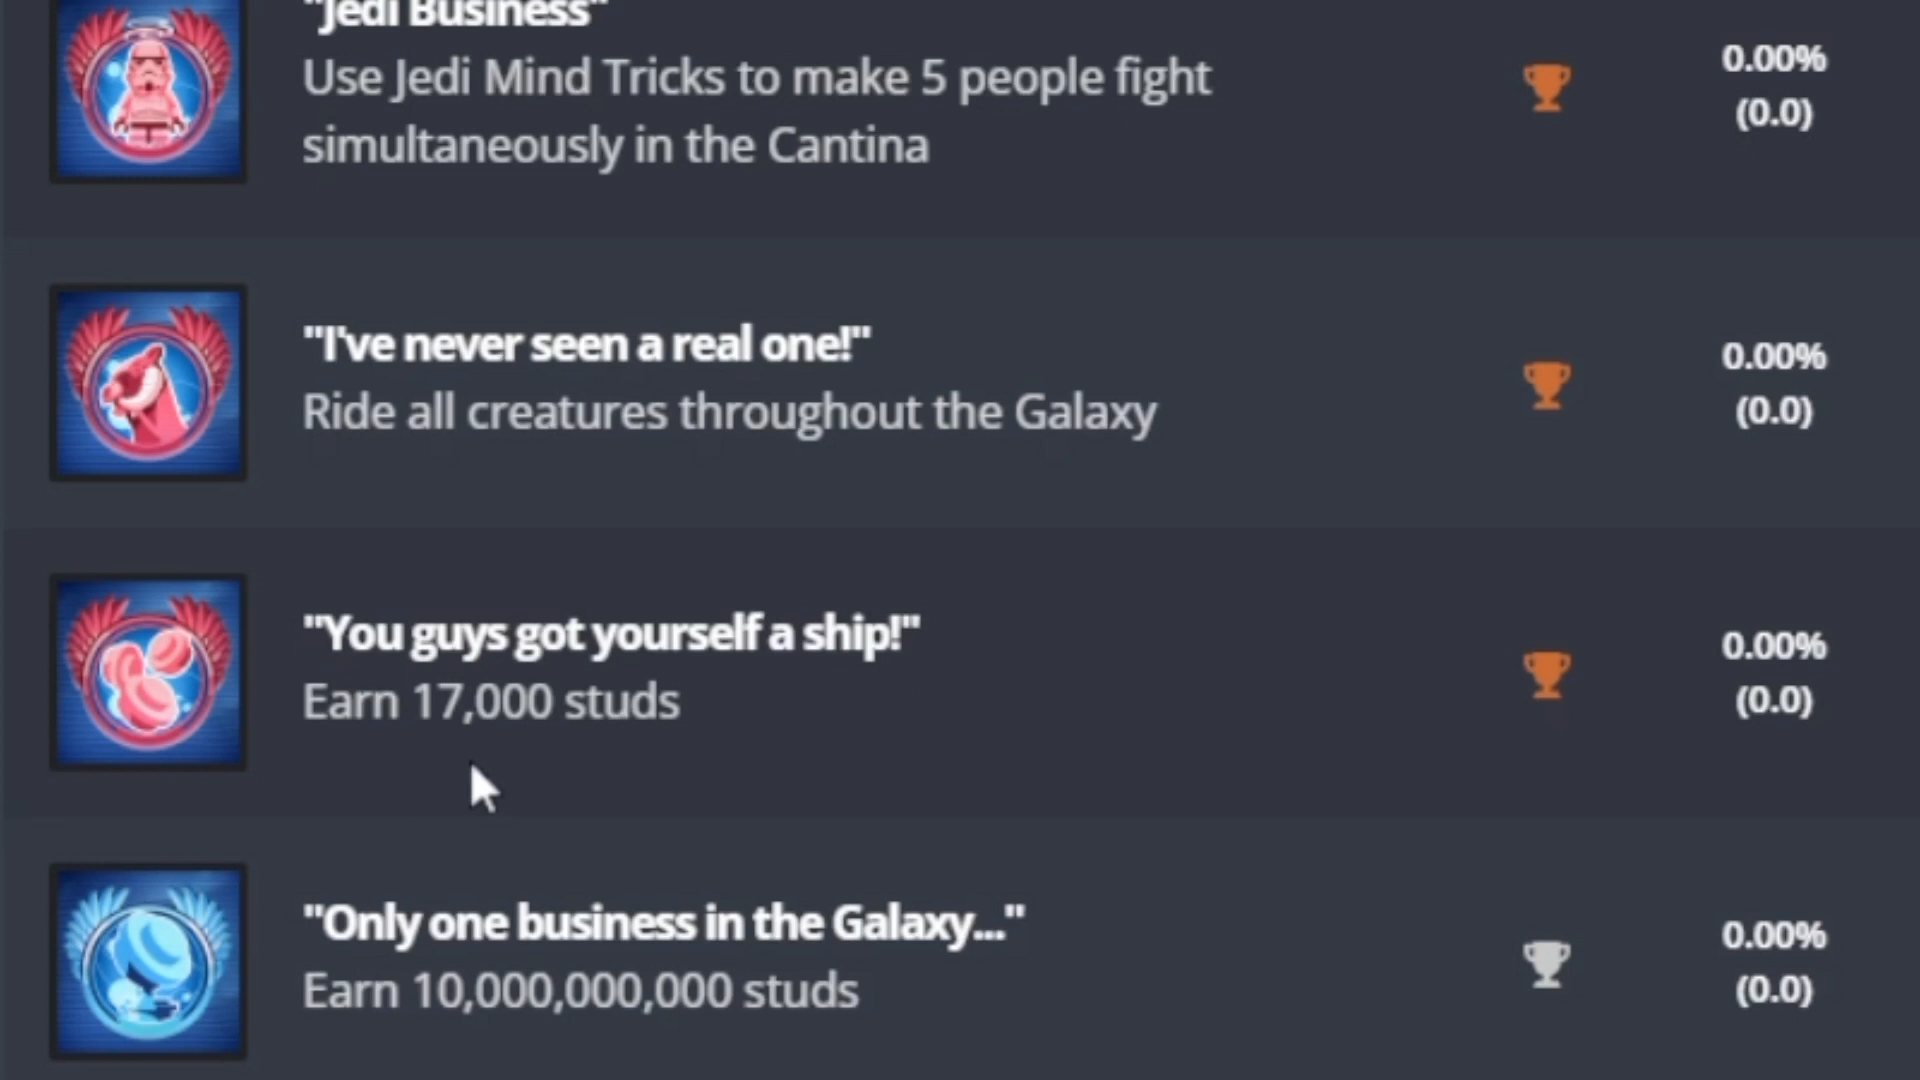 "Jedi Business"
Use Jedi Mind Tricks to make 5 people fight
simultaneously in the Cantina
0.00%
(0.0)
"I've never seen a real one!"
Ride all creatures throughout the Galaxy
0.00%
(0.0)
"You guys got yourself a ship!"
Earn 17,000 studs
0.00%
(0.0)
"Only one business in the Galaxy..."
Earn 10,000,000,000 studs
0.00%
(0.0)